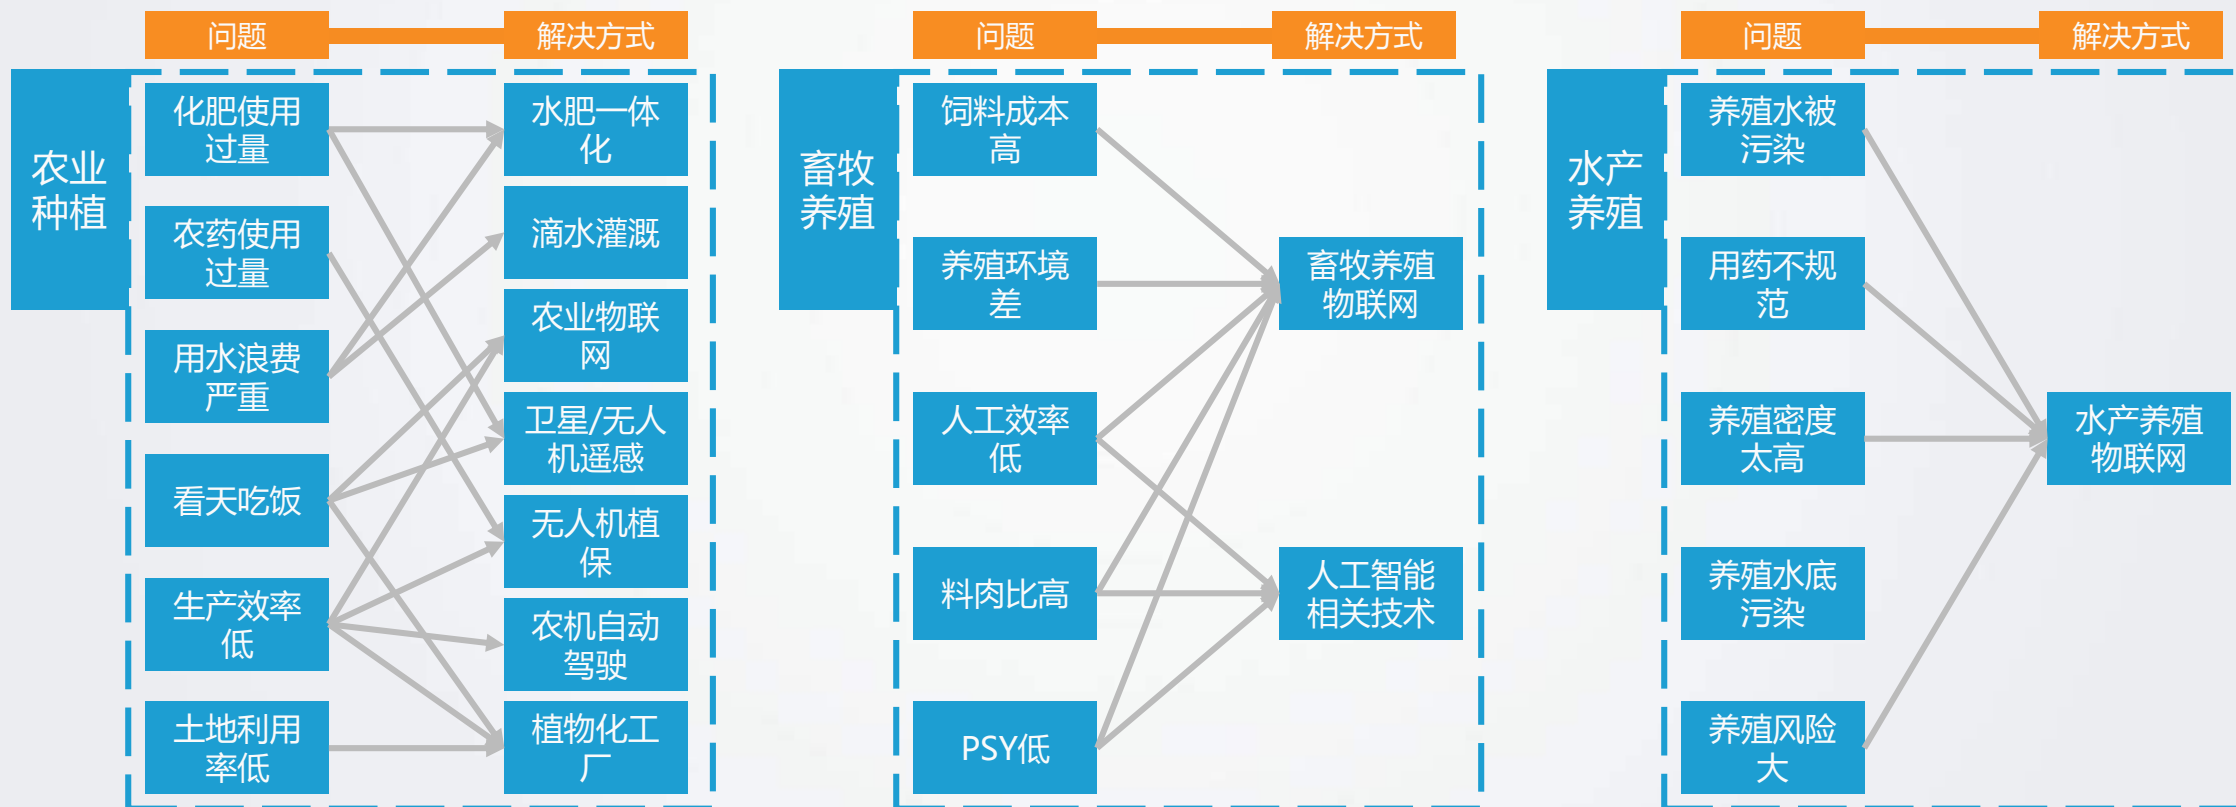 问题
解决方式
农业
种植
化肥使用
过量
农药使用
过量
用水浪费
严重
看天吃饭
生产效率
低
土地利用
率低
水肥一体
化
滴水灌溉
农业物联
网
卫星/无人
机遥感
无人机植
保
农机自动
驾驶
植物化工
厂
问题
解决方式
畜牧
养殖
饲料成本
高
养殖环境
差
人工效率
低
料肉比高
PSY低
畜牧养殖
物联网
人工智能
相关技术
问题
解决方式
水产
养殖
养殖水被
污染
用药不规
范
养殖密度
太高
养殖水底
污染
养殖风险
大
水产养殖
物联网